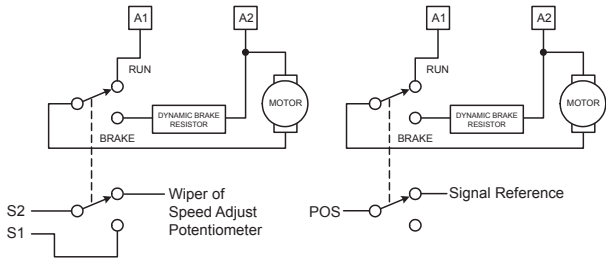 A1
A2
RUN
MOTOR
DYNAMIC BRAKE
RESISTOR
BRAKE
S2
S1
Wiper of
Speed Adjust
Potentiometer
A1
A2
RUN
MOTOR
DYNAMIC BRAKE
RESISTOR
BRAKE
POS
Signal Reference